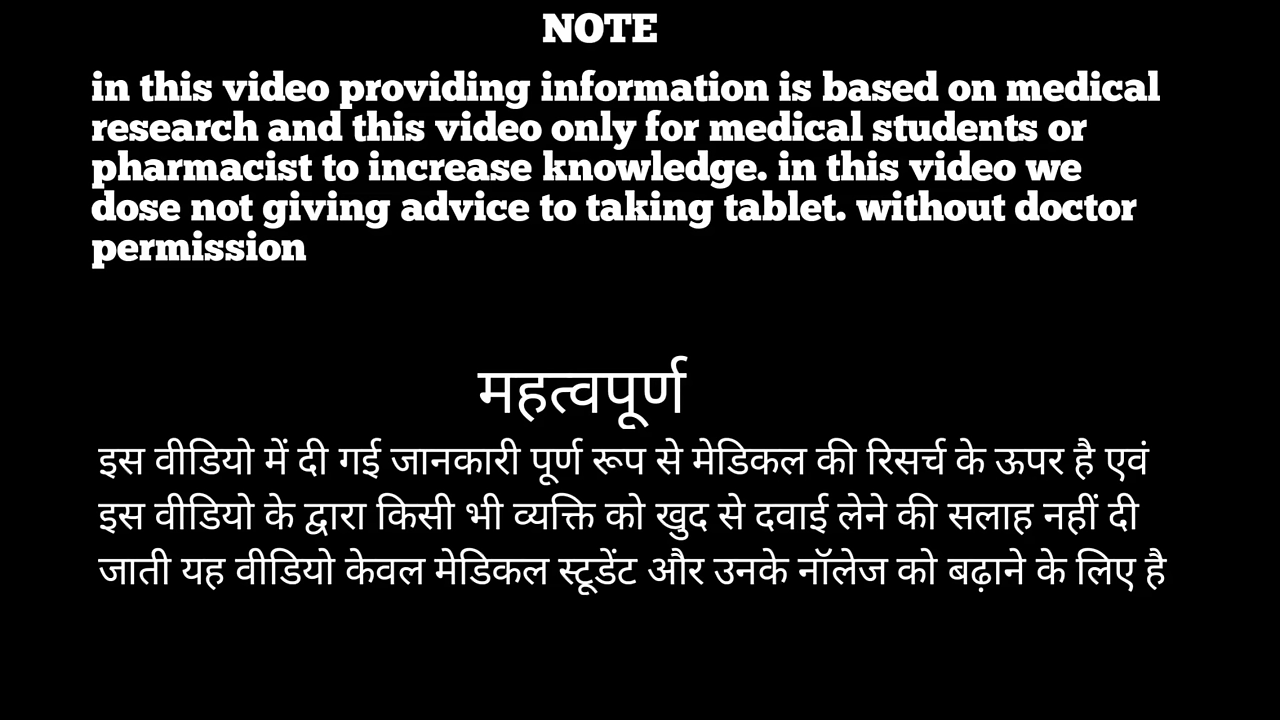 NOTE
in this video providing information is based on medical
research and this video only for medical students or
pharmacist to increase knowledge. in this video we
dose not giving advice to taking tablet. without doctor
permission
महत्वपूर्ण
इस वीडियो में दी गई जानकारी पूर्ण रूप से मेडिकल की रिसर्च के ऊपर है एवं
इस वीडियो के द्वारा किसी भी व्यक्ति को खुद से दवाई लेने की सलाह नहीं दी
जाती यह वीडियो केवल मेडिकल स्टूडेंट और उनके नॉलेज को बढ़ाने के लिए है